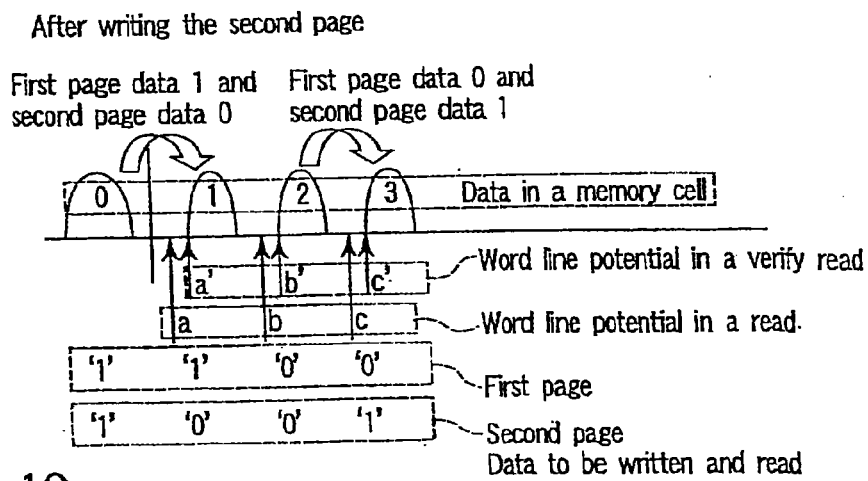 After writing the second page
First page data 1 and
second page data 0
First page data 0 and
second page data 1
0 1 2 3 Data in a memory cell
a' b' c' Word line potential in a verify read
a b c Word line potential in a read.
'1' '1' '0' '0'
First page
'1' '0' '0' '1'
Second page
Data to be written and read